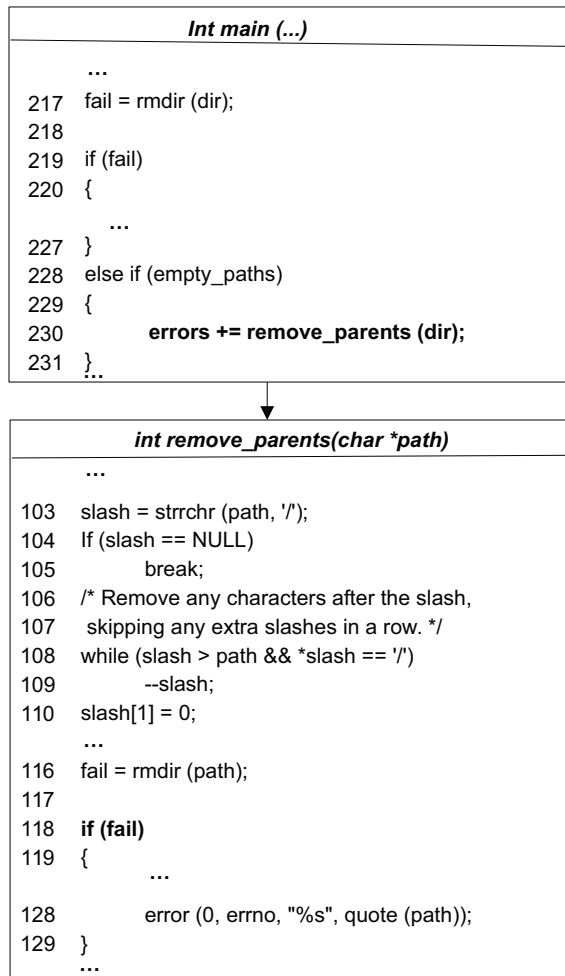 Int main (...)
...
217 fail = rmdir (dir);
218
219 if (fail)
220 {
...
227 }
228 else if (empty_paths)
229 {
230 errors += remove_parents (dir);
231 }
...
int remove_parents(char *path)
...
103 slash = strrchr (path, '/');
104 If (slash == NULL)
105 break;
106 /* Remove any characters after the slash,
107 skipping any extra slashes in a row. */
108 while (slash > path && *slash == '/')
109 --slash;
110 slash[1] = 0;
...
116 fail = rmdir (path);
117
118 if (fail)
119 {
...
128 error (0, errno, "%s", quote (path));
129 }
...